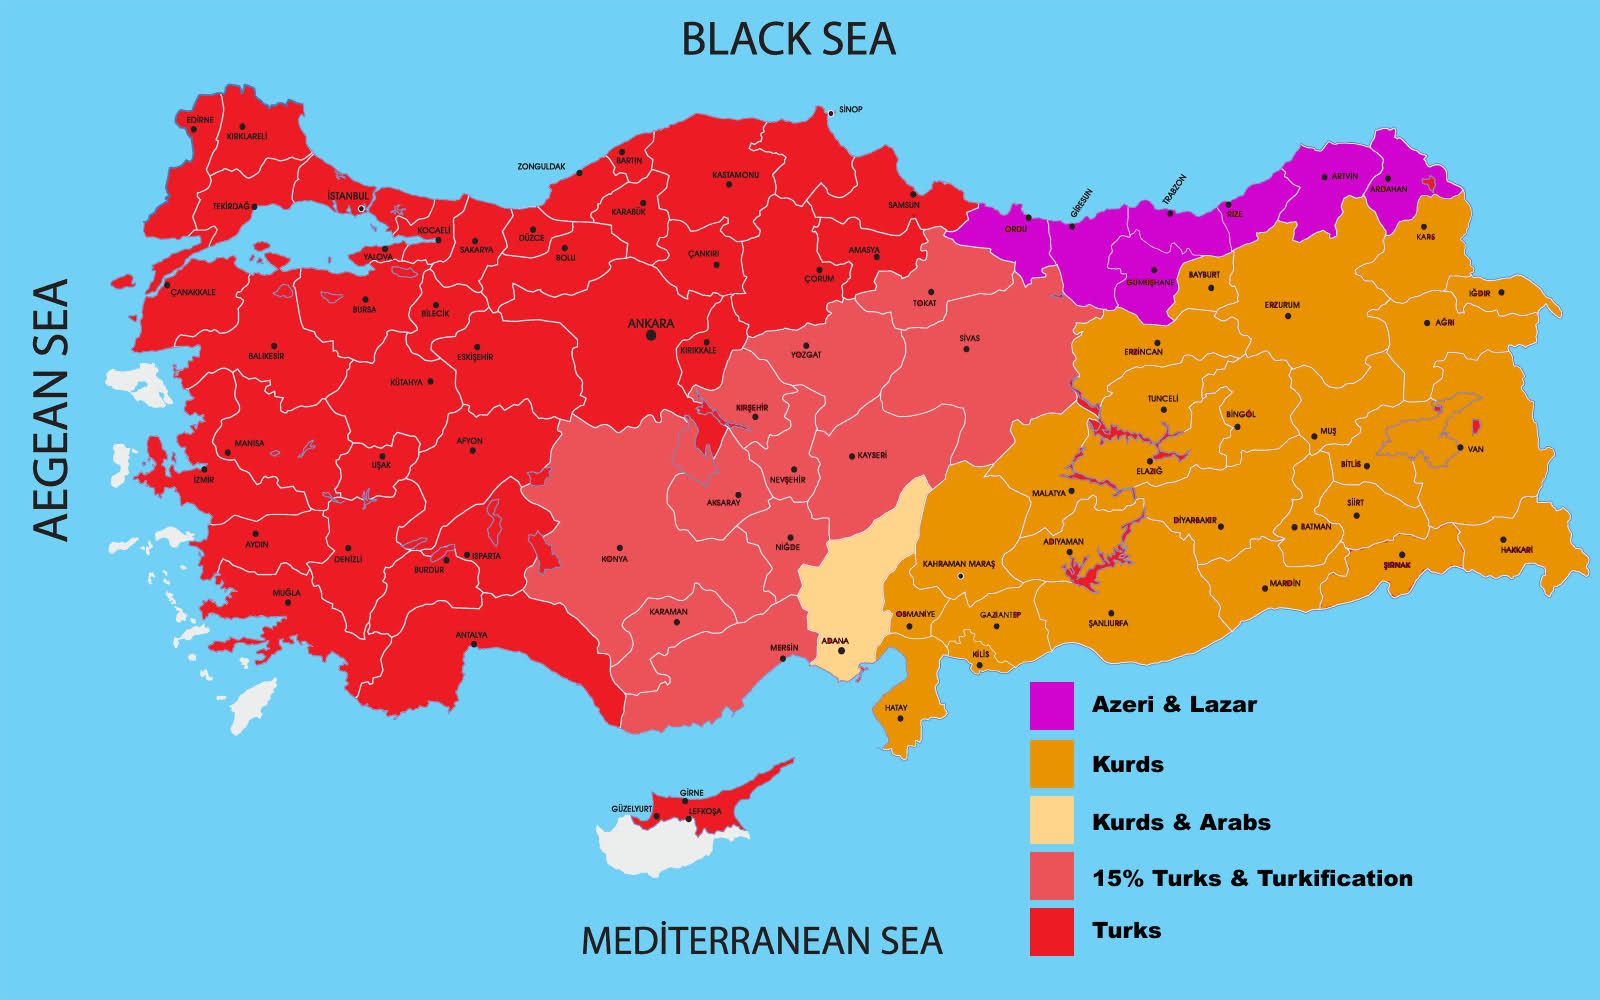 BLACK SEA
SİNOP
EDİRNE
KIRKLARELİ
ZONGULDAK
BARTIN
KASTAMONU
İSTANBUL
TEKİRDAĞ
KARABÜK
SAMSUN
GİRESUN
TRABZON
ARTVİN
ARDAHAN
RİZE
ORDU
KARS
KOCAELİ
SAKARYA
DÜZCE
BOLU
YALOVA
ÇANKIRI
AMASYA
ÇORUM
GÜMÜŞHANE
BAYBURT
ÇANAKKALE
BURSA
BİLECİK
TOKAT
ERZURUM
IĞDIR
AEGEAN SEA
ANKARA
AĞRI
BALIKESİR
ESKİŞEHİR
KIRIKKALE
YOZGAT
SİVAS
ERZİNCAN
KÜTAHYA
KIRŞEHİR
TUNCELİ
BİNGÖL
MANISA
AFYON
UŞAK
MUŞ
VAN
İZMİR
KAYSERİ
NEVŞEHİR
ELAZIĞ
BİTLİS
AKSARAY
MALATYA
SİİRT
DİYARBAKIR
BATMAN
AYDIN
DENİZLİ
BURDUR
ISPARTA
KONYA
NİĞDE
ADIYAMAN
HAKKARİ
KAHRAMAN MARAŞ
ŞIRNAK
MARDİN
MUĞLA
KARAMAN
OSMANİYE
GAZİANTEP
ŞANLIURFA
ANTALYA
MERSİN
ADANA
KİLİS
HATAY
GİRNE
GÜZELYURT
LEFKOŞA
MEDİTERRANEAN SEA
Azeri & Lazar
Kurds
Kurds & Arabs
15% Turks & Turkification
Turks